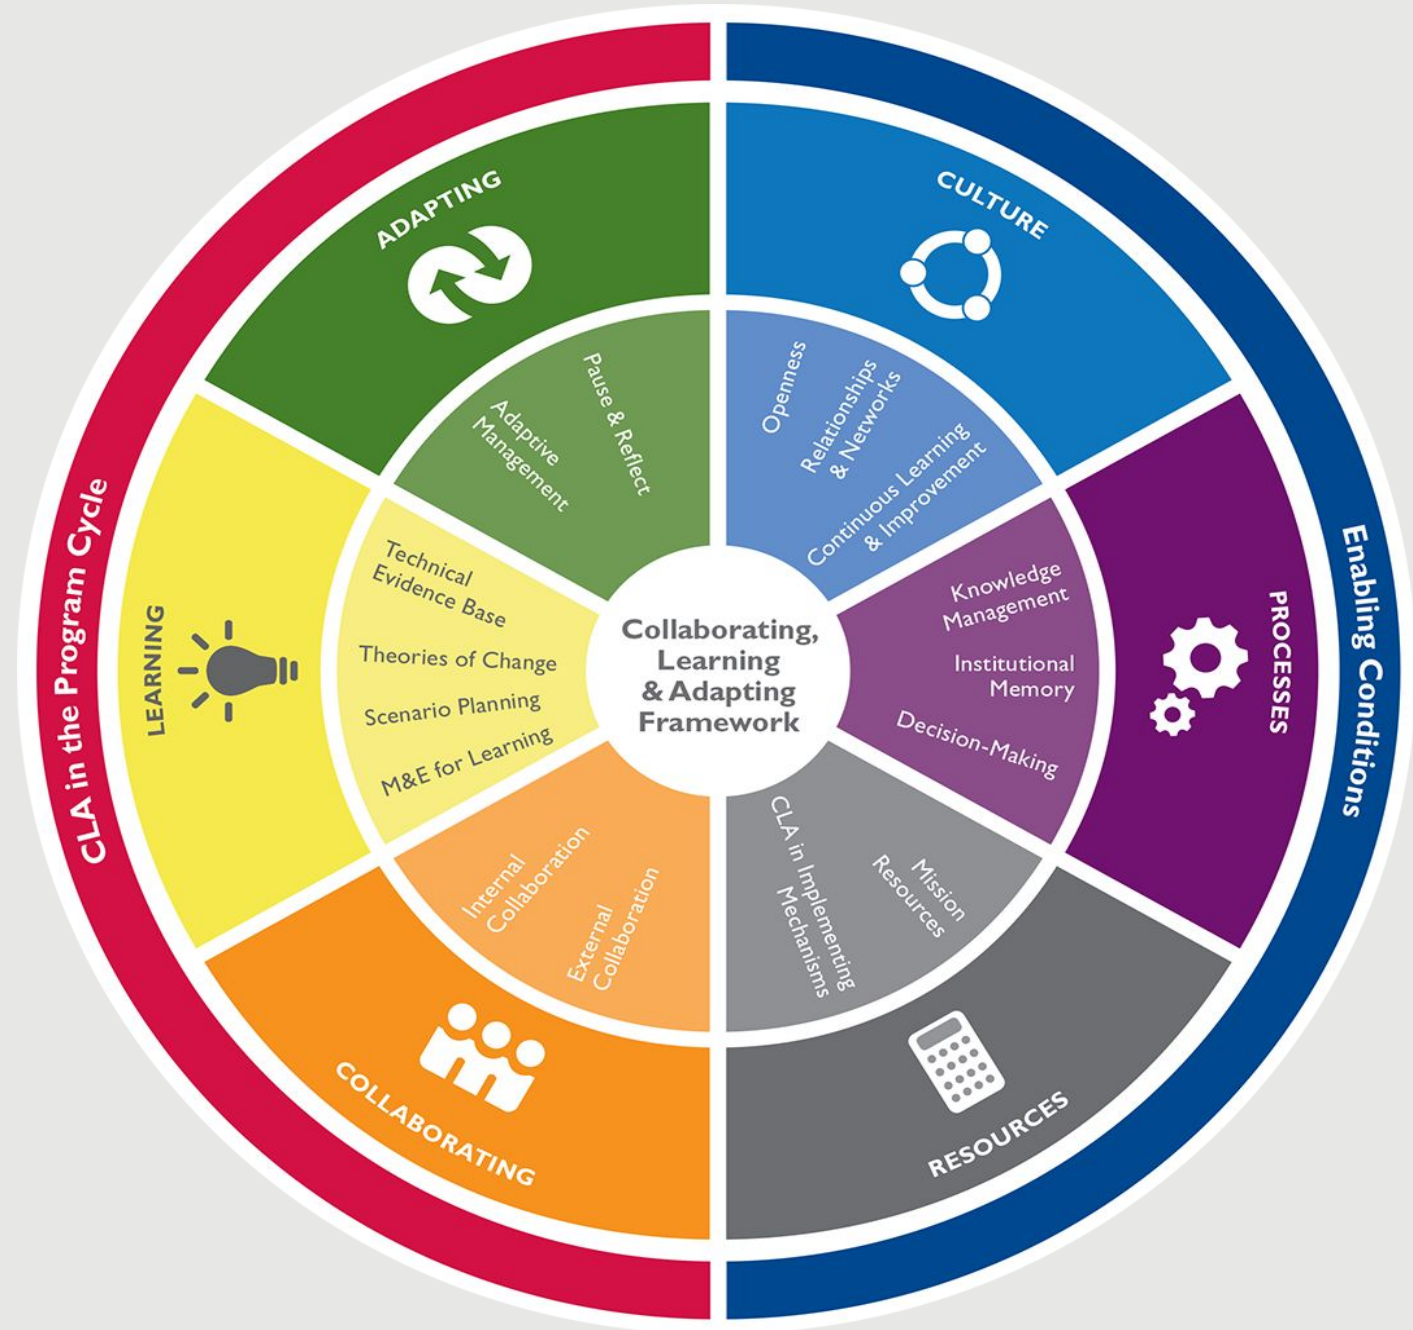 CLA in the Program Cycle
Enabling Conditions
ADAPTING
Adaptive
Management
Pause & Reflect
CULTURE
Openness
Relationships
& Networks
Continuous Learning
& Improvement
LEARNING
Technical
Evidence Base
Theories of Change
Scenario Planning
M&E for Learning
Collaborating,
Learning
& Adapting
Framework
PROCESSES
Knowledge
Management
Institutional
Memory
Decision-Making
COLLABORATING
Internal
Collaboration
External
Collaboration
RESOURCES
CLA in Implementing
Mechanisms
Mission
Resources